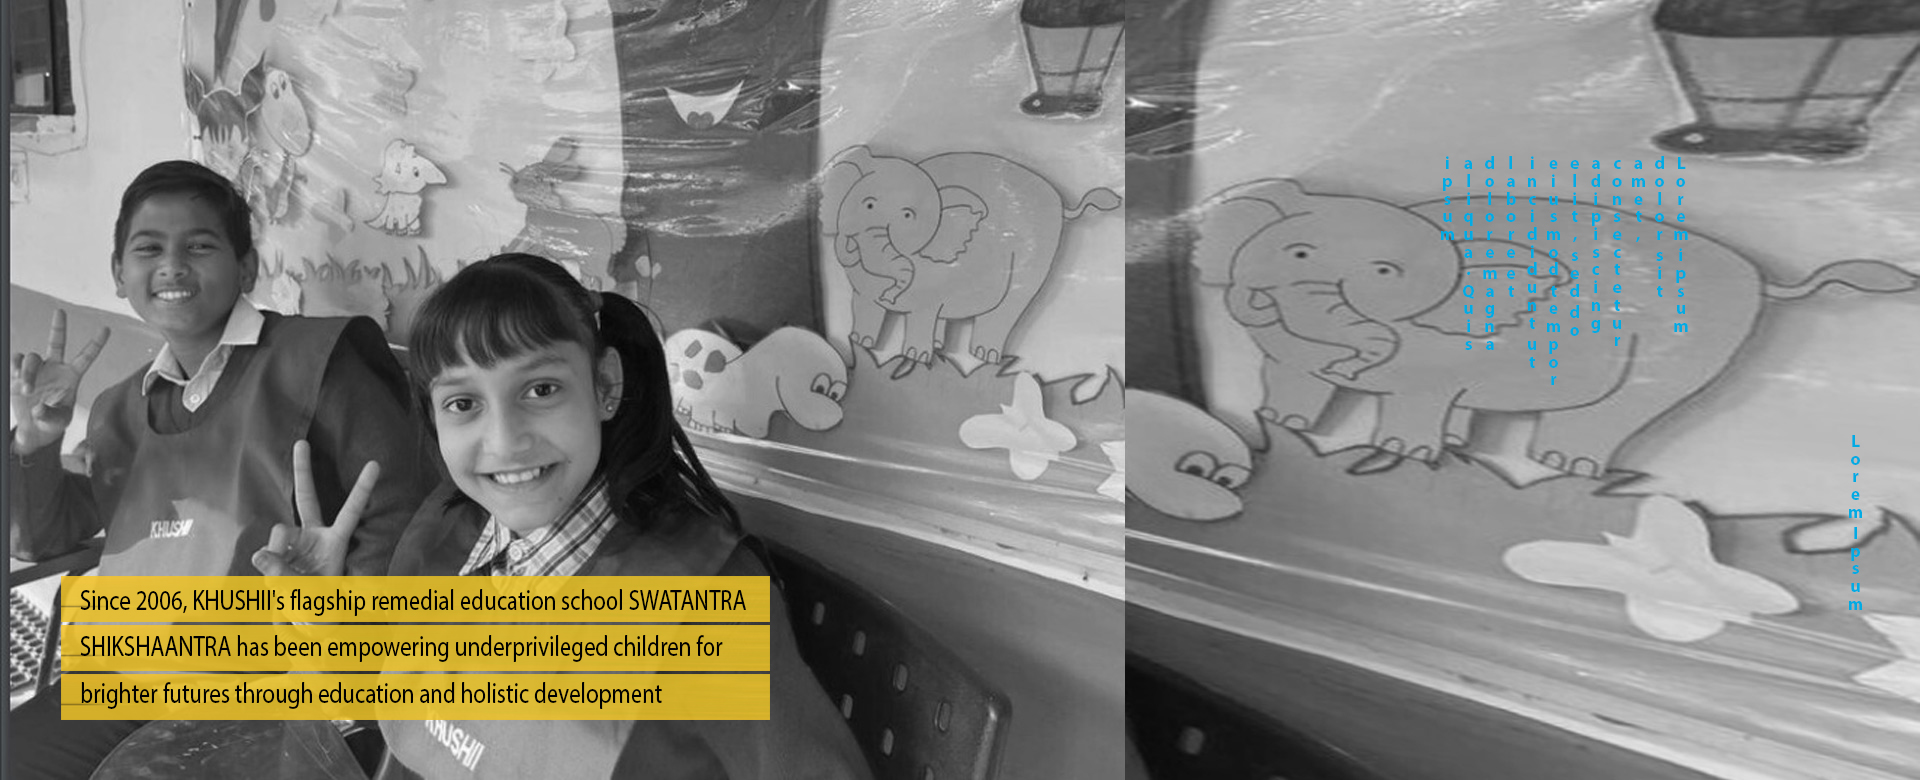 KHUSHII
Since 2006, KHUSHII's flagship remedial education school SWATANTRA
SHIKSHAANTRA has been empowering underprivileged children for
brighter futures through education and holistic development
KHUSHII
Lorem ipsum
dolor sit
amet,
consectetur
adipiscing
elit, sed do
eiusmod tempor
incididunt ut
labore et
dolore magna
aliqua. Quis
ipsum
Lorem Ipsum